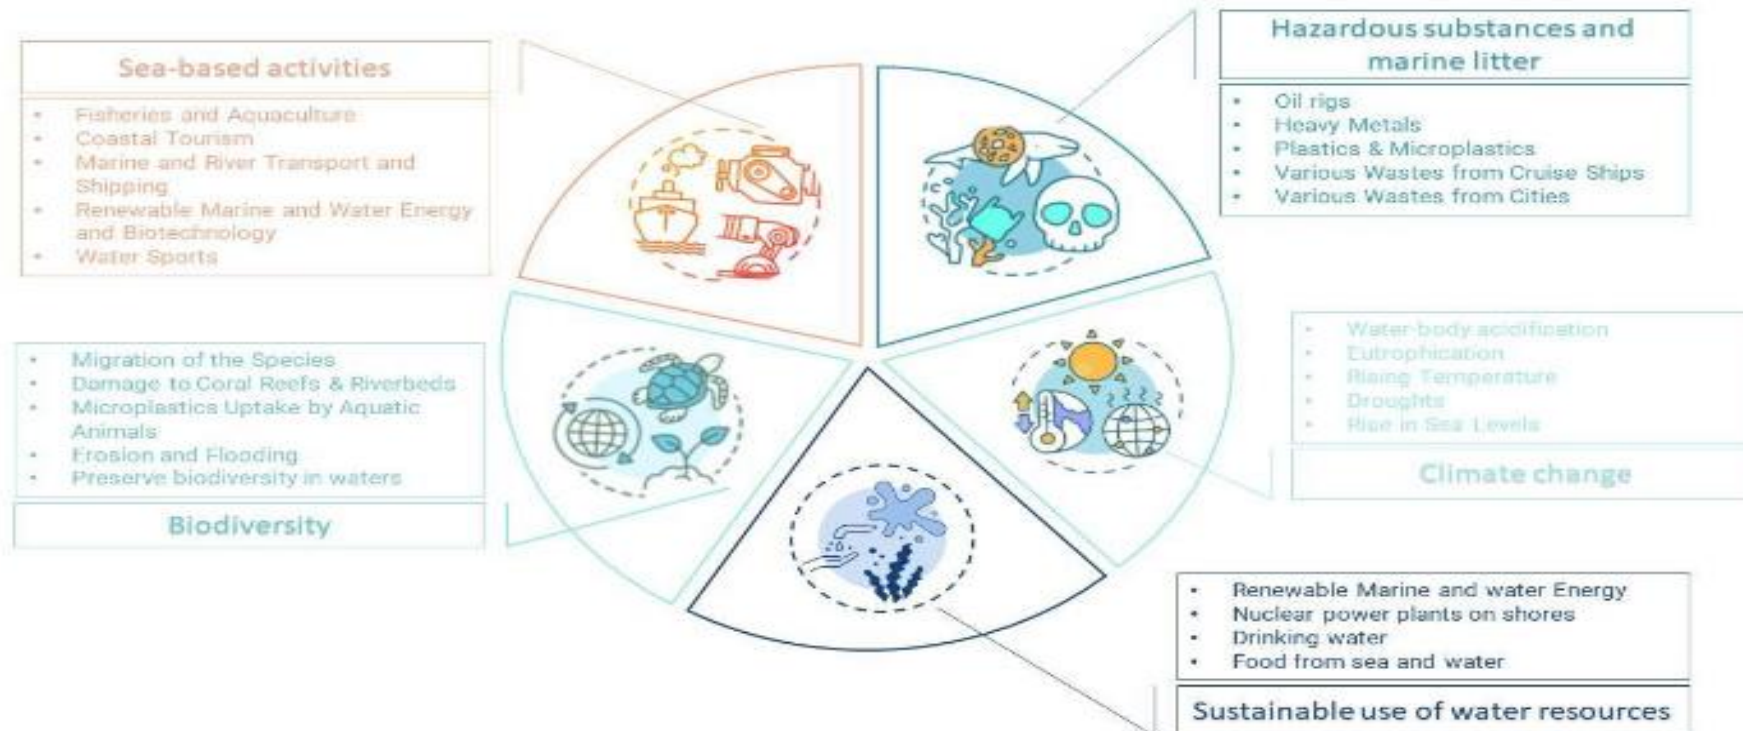 Sea-based activities
• Fisheries and Aquaculture
• Coastal Tourism
• Marine and River Transport and
Shipping
• Renewable Marine and Water Energy
and Biotechnology
• Water Sports
Hazardous substances and
marine litter
• Oil rigs
• Heavy Metals
• Plastics & Microplastics
• Various Wastes from Cruise Ships
• Various Wastes from Cities
• Migration of the Species
• Damage to Coral Reefs & Riverbeds
• Microplastics Uptake by Aquatic
Animals
• Erosion and Flooding
• Preserve biodiversity in waters
Biodiversity
• Water-body acidification
• Eutrophication
• Rising Temperature
• Droughts
• Rise in Sea Levels
Climate change
• Renewable Marine and water Energy
• Nuclear power plants on shores
• Drinking water
• Food from sea and water
Sustainable use of water resources